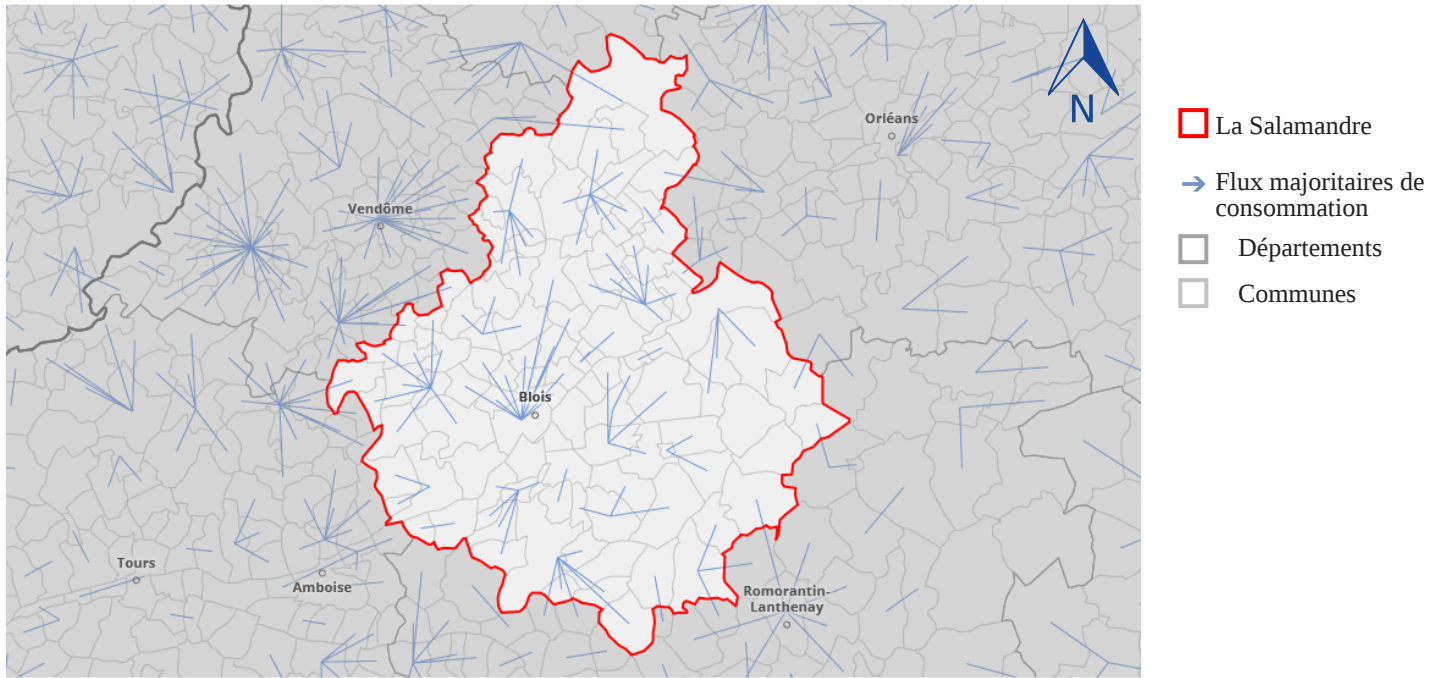 Orléans
N
Vendôme
Blois
Tours
Amboise
Romorantin-
Lanthenay
La Salamandre
Flux majoritaires de
consommation
Départements
Communes